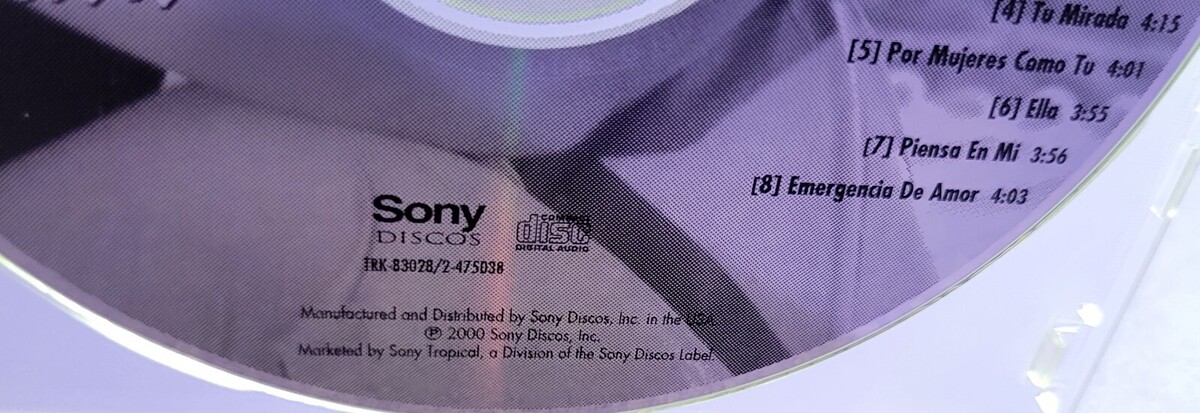 [4] Tu Mirada 4:15
[5] Por Mujeres Como Tu 4:01
[6] Ella 3:55
[7] Piensa En Mi 3:56
[8] Emergencia De Amor 4:03
Sony
DISCOS
COMPACT
disc
DIGITAL AUDIO
TRK-83028/2-475038
Manufactured and Distributed by Sony Discos, Inc. in the USA
℗ 2000 Sony Discos, Inc.
Marketed by Sony Tropical, a Division of the Sony Discos Label.